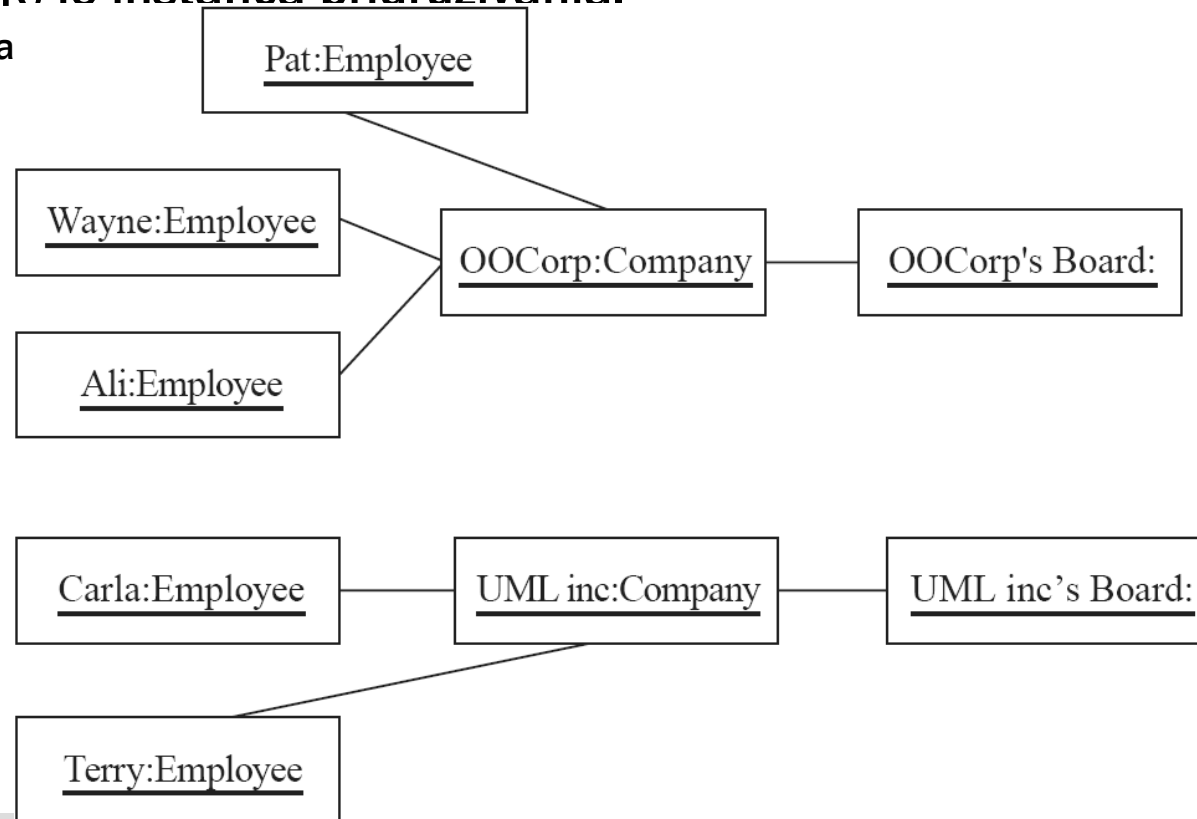 a
Pat:Employee
Wayne:Employee
OOCorp:Company
OOCorp's Board:
Ali:Employee
Carla:Employee
UML inc:Company
UML inc’s Board:
Terry:Employee